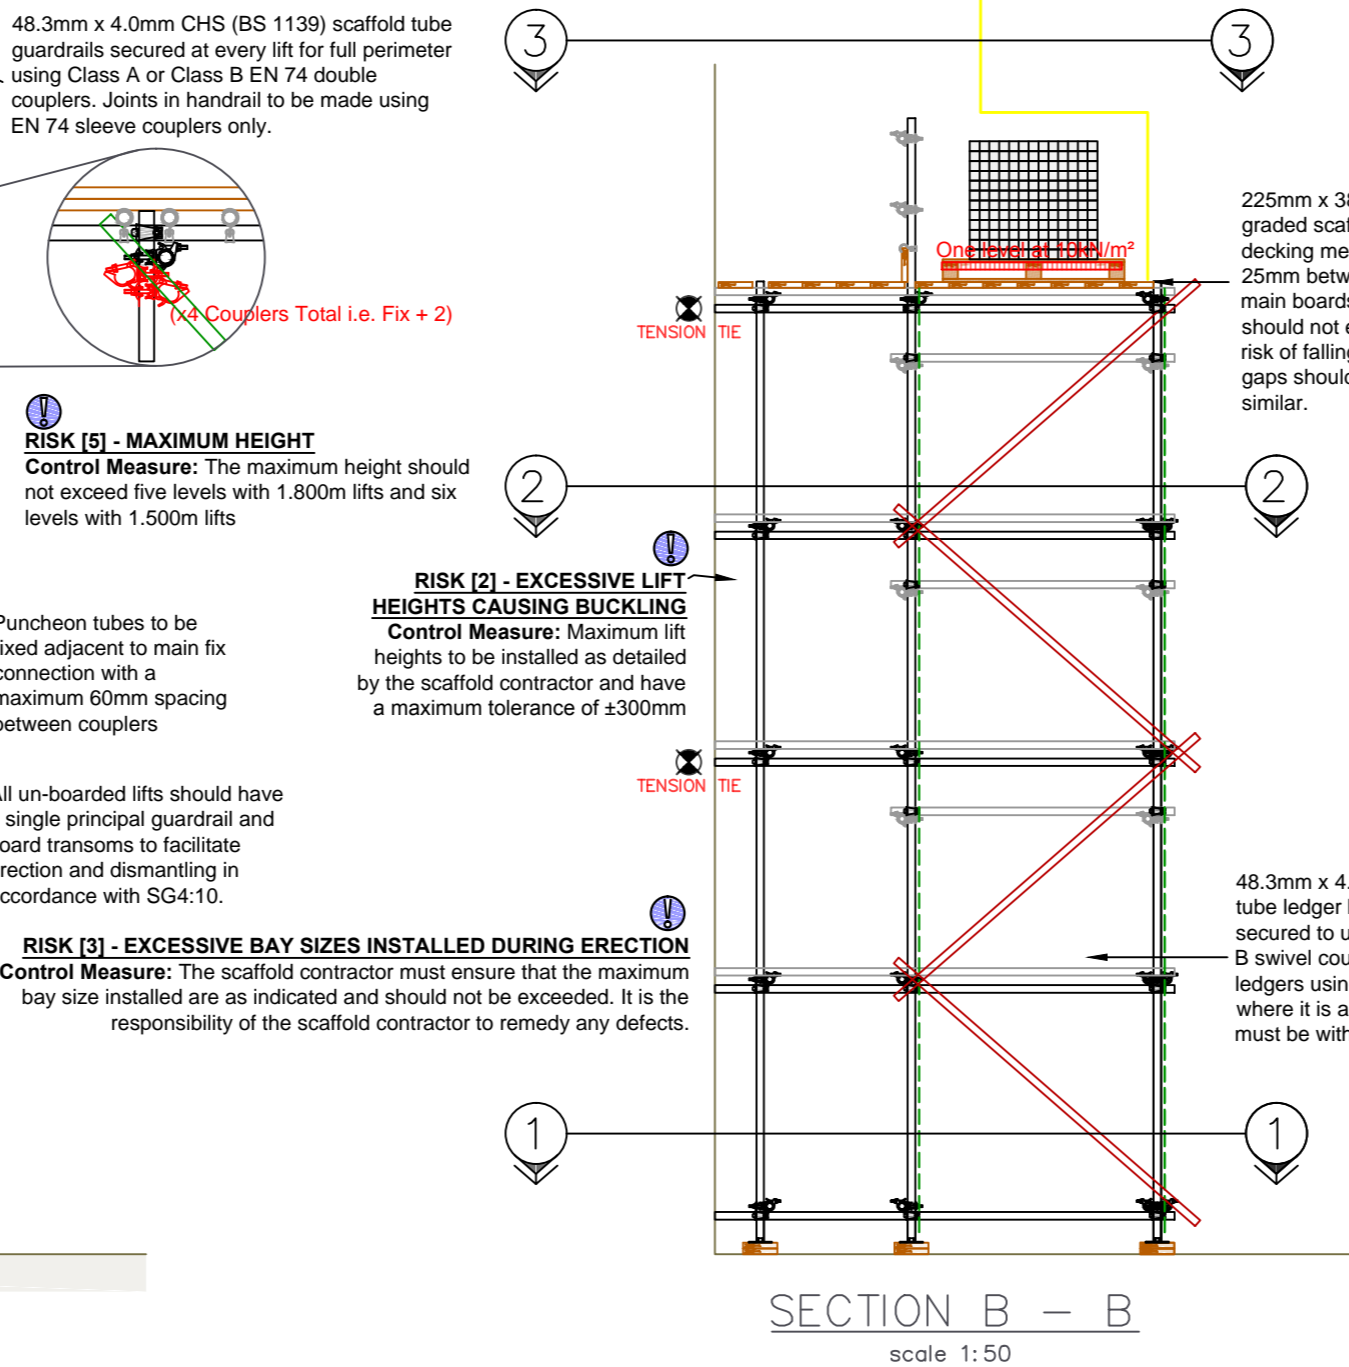 48.3mm x 4.0mm CHS (BS 1139) scaffold tube
guardrails secured at every lift for full perimeter
using Class A or Class B EN 74 double
couplers. Joints in handrail to be made using
EN 74 sleeve couplers only.
(x4 Couplers Total i.e. Fix + 2)
RISK [5] - MAXIMUM HEIGHT
Control Measure: The maximum height should
not exceed five levels with 1.800m lifts and six
levels with 1.500m lifts
RISK [2] - EXCESSIVE LIFT
HEIGHTS CAUSING BUCKLING
Control Measure: Maximum lift
heights to be installed as detailed
by the scaffold contractor and have
a maximum tolerance of ±300mm
Puncheon tubes to be
fixed adjacent to main fix
connection with a
maximum 60mm spacing
between couplers
All un-boarded lifts should have
single principal guardrail and
board transoms to facilitate
erection and dismantling in
accordance with SG4:10.
RISK [3] - EXCESSIVE BAY SIZES INSTALLED DURING ERECTION
Control Measure: The scaffold contractor must ensure that the maximum
bay size installed are as indicated and should not be exceeded. It is the
responsibility of the scaffold contractor to remedy any defects.
3
3
One level at 10kN/m²
TENSION TIE
2
2
TENSION TIE
1
1
225mm x 38
graded scaf
decking me
25mm betw
main boards
should not e
risk of falling
gaps should
similar.
48.3mm x 4.
tube ledger
secured to u
B swivel cou
ledgers usin
where it is a
must be with
SECTION B - B
scale 1:50